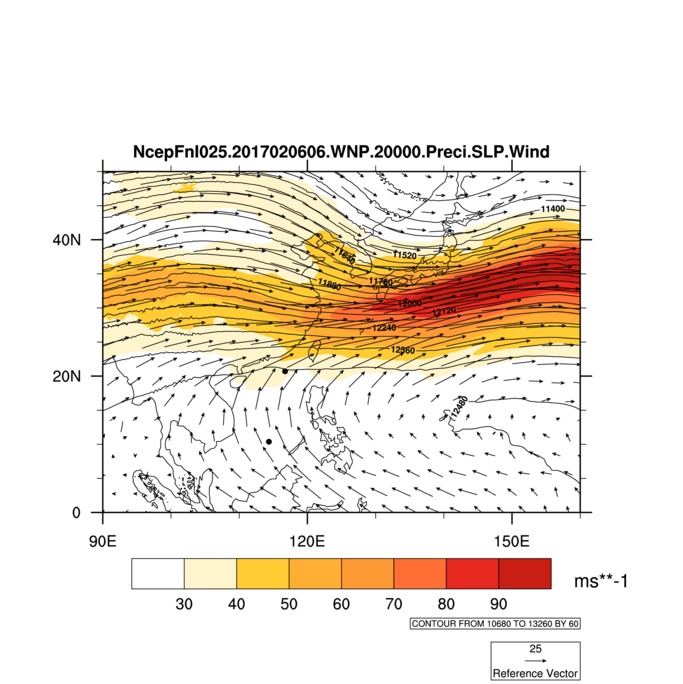 NcepFnl025.2017020606.WNP.20000.Preci.SLP.Wind
11400
40N
11520
11640
11880
11760
12000
12120
12240
12360
20N
12480
0
90E 120E 150E
30 40 50 60 70 80 90
ms**-1
CONTOUR FROM 10680 TO 13260 BY 60
25
Reference Vector